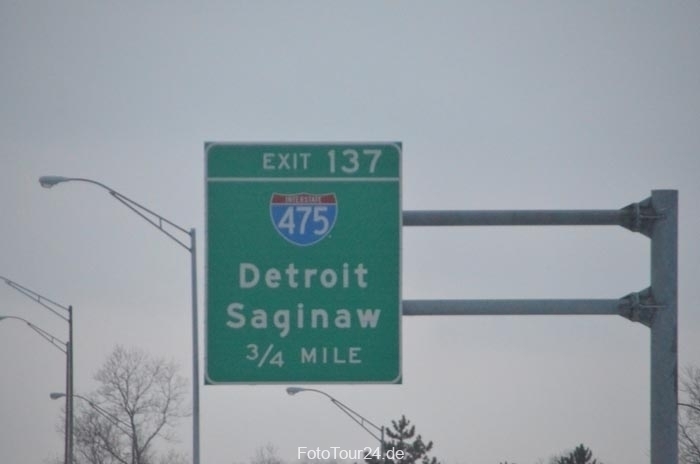 EXIT 137
INTERSTATE
475
Detroit
Saginaw
3/4 MILE
FotoTour24.de